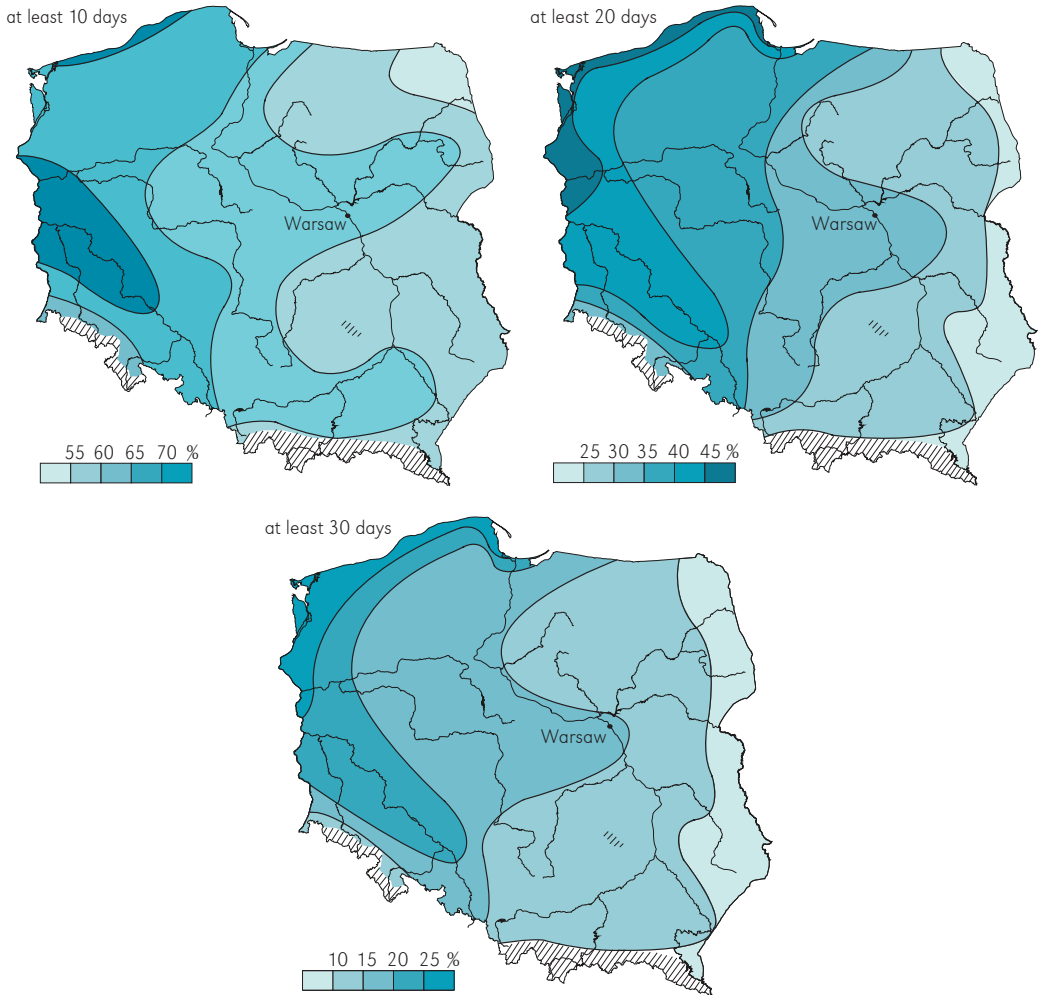 at least 10 days
Warsaw
55 60 65 70 %
at least 20 days
Warsaw
25 30 35 40 45 %
at least 30 days
Warsaw
10 15 20 25 %